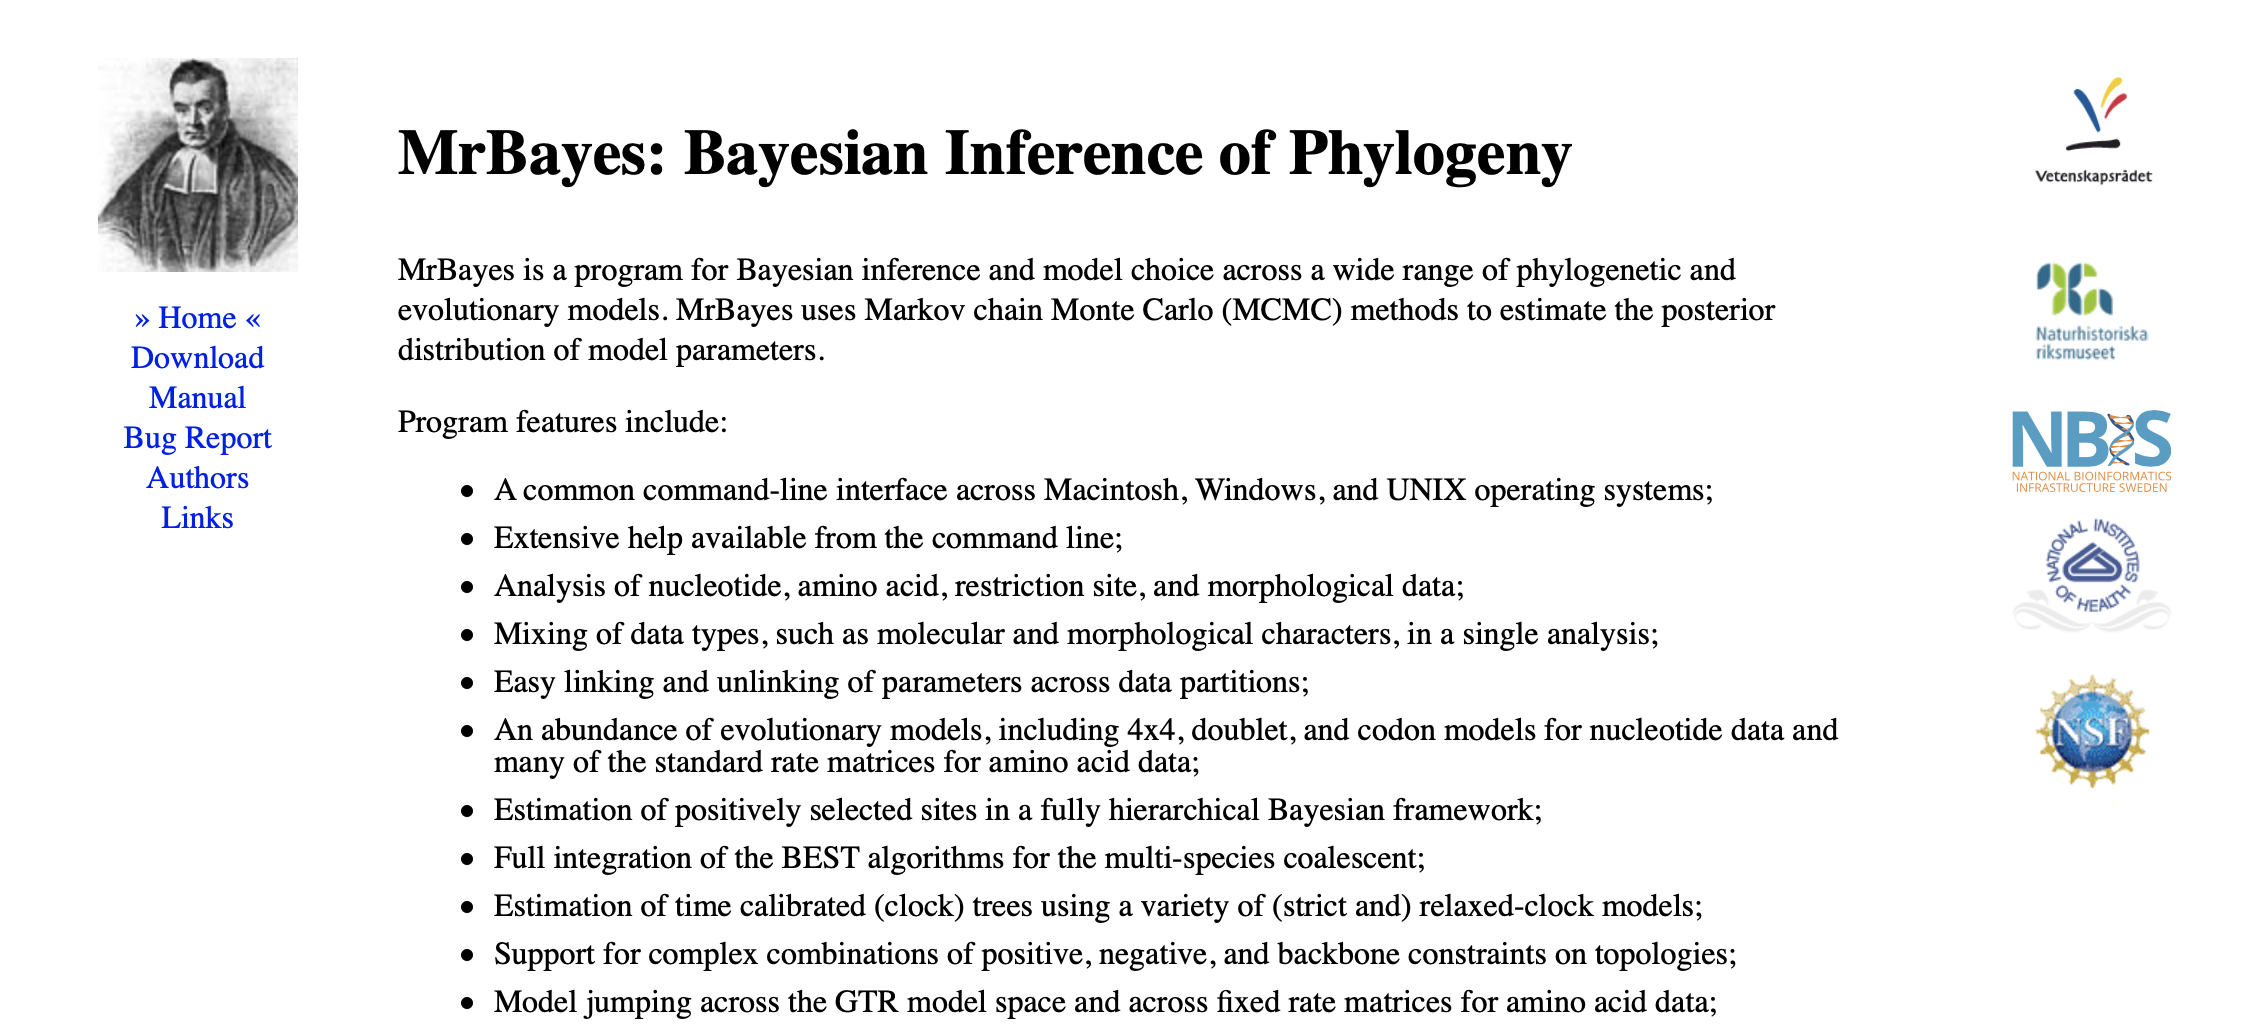 MrBayes: Bayesian Inference of Phylogeny
» Home «
Download
Manual
Bug Report
Authors
Links
MrBayes is a program for Bayesian inference and model choice across a wide range of phylogenetic and
evolutionary models. MrBayes uses Markov chain Monte Carlo (MCMC) methods to estimate the posterior
distribution of model parameters.
Program features include:
• A common command-line interface across Macintosh, Windows, and UNIX operating systems;
• Extensive help available from the command line;
• Analysis of nucleotide, amino acid, restriction site, and morphological data;
• Mixing of data types, such as molecular and morphological characters, in a single analysis;
• Easy linking and unlinking of parameters across data partitions;
• An abundance of evolutionary models, including 4x4, doublet, and codon models for nucleotide data and
many of the standard rate matrices for amino acid data;
• Estimation of positively selected sites in a fully hierarchical Bayesian framework;
• Full integration of the BEST algorithms for the multi-species coalescent;
• Estimation of time calibrated (clock) trees using a variety of (strict and) relaxed-clock models;
• Support for complex combinations of positive, negative, and backbone constraints on topologies;
• Model jumping across the GTR model space and across fixed rate matrices for amino acid data;
Vetenskapsrådet
Naturhistoriska
riksmuseet
NBIS
NATIONAL BIOINFORMATICS
INFRASTRUCTURE SWEDEN
NATIONAL INSTITUTES
OF HEALTH
NSF